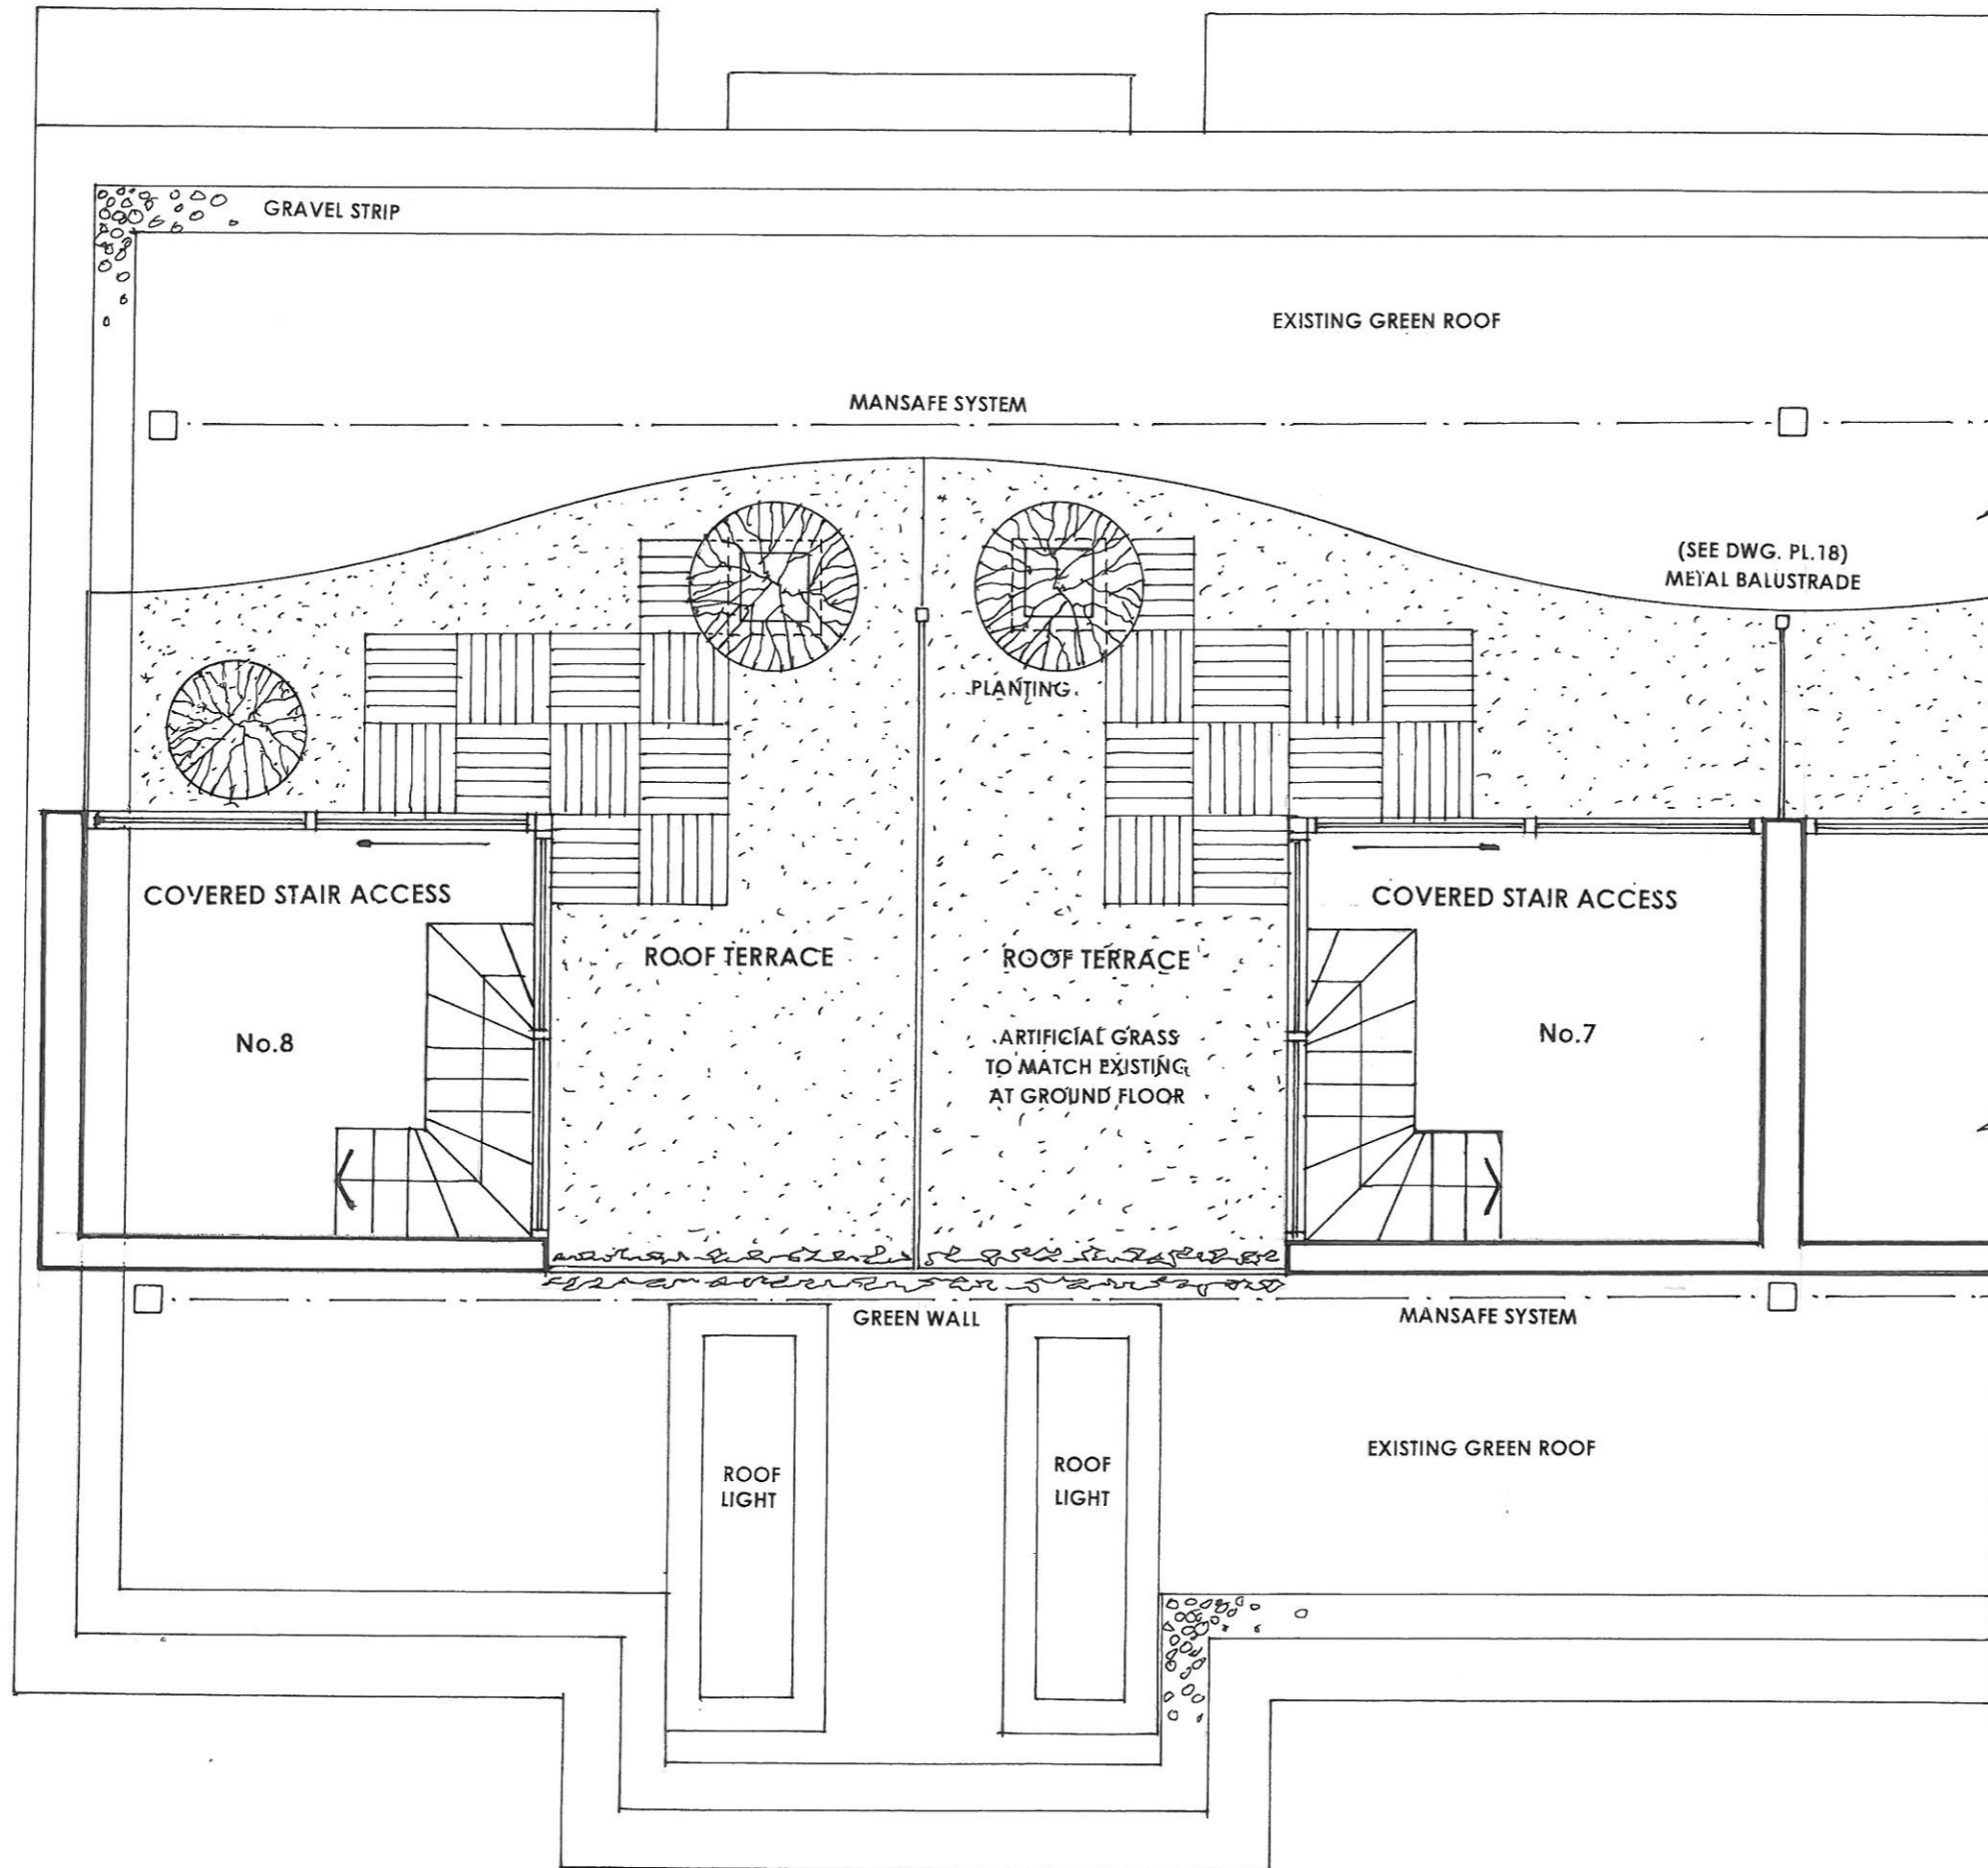 GRAVEL STRIP
EXISTING GREEN ROOF
MANSAFE SYSTEM
(SEE DWG. PL.18)
METAL BALUSTRADE
PLANTING
COVERED STAIR ACCESS
COVERED STAIR ACCESS
ROOF TERRACE
ROOF TERRACE
No.8
ARTIFICIAL GRASS
TO MATCH EXISTING
AT GROUND FLOOR
No.7
GREEN WALL
MANSAFE SYSTEM
EXISTING GREEN ROOF
ROOF
LIGHT
ROOF
LIGHT